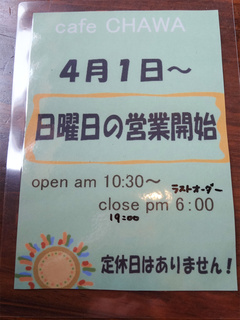 cafe CHAWA
4月1日～
日曜日の営業開始
open am 10:30～
ラストオーダー
close pm 6:00
19:00
定休日はありません！